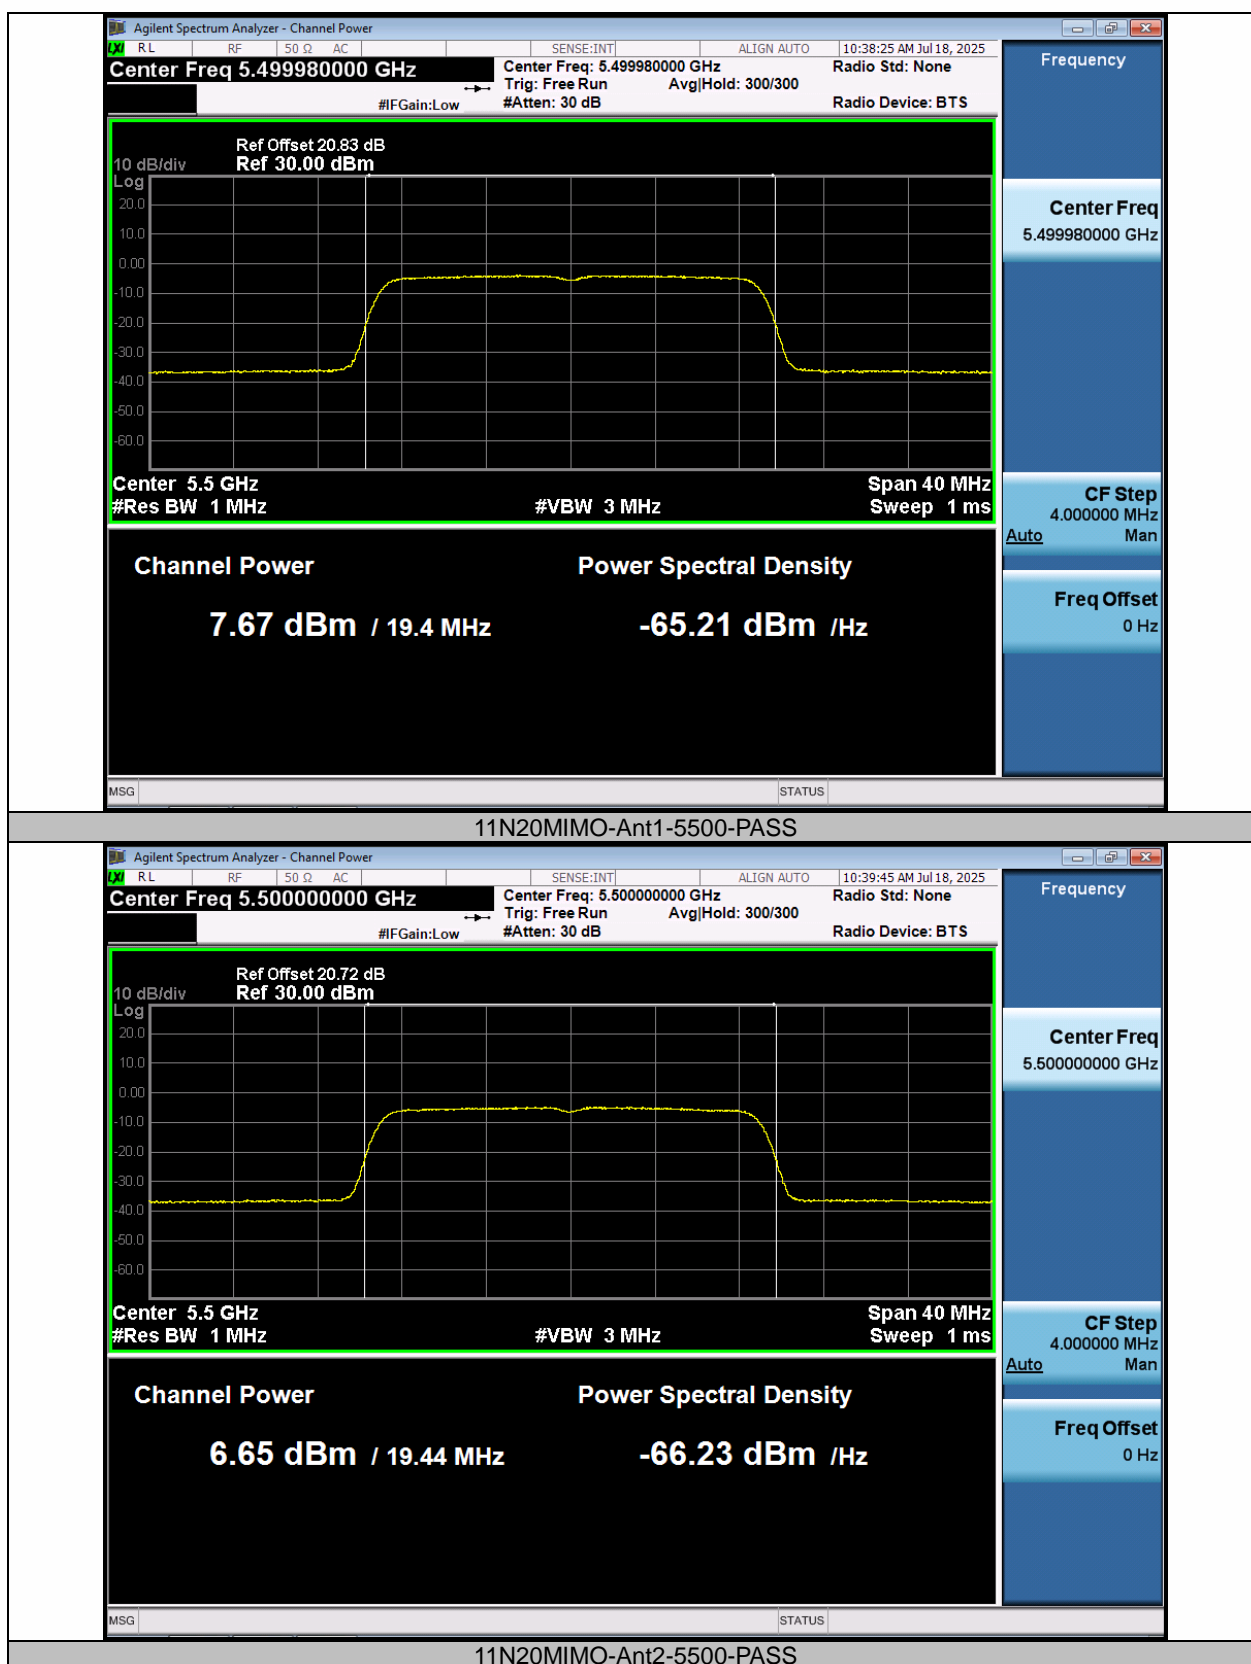 Agilent Spectrum Analyzer - Channel Power
LXI RL RF 50 Ω AC SENSE:INT ALIGN AUTO 10:38:25 AM Jul 18, 2025
Center Freq 5.499980000 GHz Center Freq: 5.499980000 GHz Radio Std: None
Trig: Free Run Avg|Hold: 300/300
#IFGain:Low #Atten: 30 dB Radio Device: BTS
Frequency
Ref Offset 20.83 dB
10 dB/div Ref 30.00 dBm
Log
20.0
10.0
0.00
-10.0
-20.0
-30.0
-40.0
-50.0
-60.0
Center 5.5 GHz Span 40 MHz
#Res BW 1 MHz #VBW 3 MHz Sweep 1 ms
Channel Power Power Spectral Density
7.67 dBm / 19.4 MHz -65.21 dBm /Hz
Center Freq
5.499980000 GHz
CF Step
4.000000 MHz
Auto Man
Freq Offset
0 Hz
MSG STATUS
11N20MIMO-Ant1-5500-PASS
Agilent Spectrum Analyzer - Channel Power
LXI RL RF 50 Ω AC SENSE:INT ALIGN AUTO 10:39:45 AM Jul 18, 2025
Center Freq 5.500000000 GHz Center Freq: 5.500000000 GHz Radio Std: None
Trig: Free Run Avg|Hold: 300/300
#IFGain:Low #Atten: 30 dB Radio Device: BTS
Frequency
Ref Offset 20.72 dB
10 dB/div Ref 30.00 dBm
Log
20.0
10.0
0.00
-10.0
-20.0
-30.0
-40.0
-50.0
-60.0
Center 5.5 GHz Span 40 MHz
#Res BW 1 MHz #VBW 3 MHz Sweep 1 ms
Channel Power Power Spectral Density
6.65 dBm / 19.44 MHz -66.23 dBm /Hz
Center Freq
5.500000000 GHz
CF Step
4.000000 MHz
Auto Man
Freq Offset
0 Hz
MSG STATUS
11N20MIMO-Ant2-5500-PASS